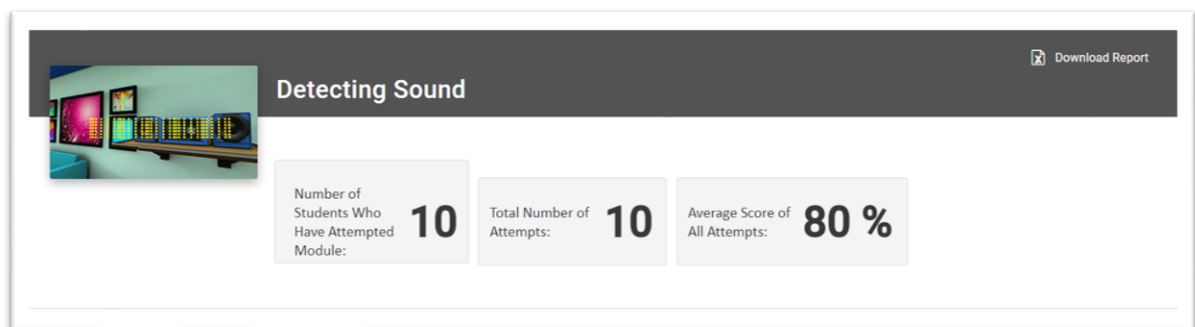 Download Report
Detecting Sound
Number of
Students Who
Have Attempted
Module:
10
Total Number of
Attempts:
10
Average Score of
All Attempts:
80 %